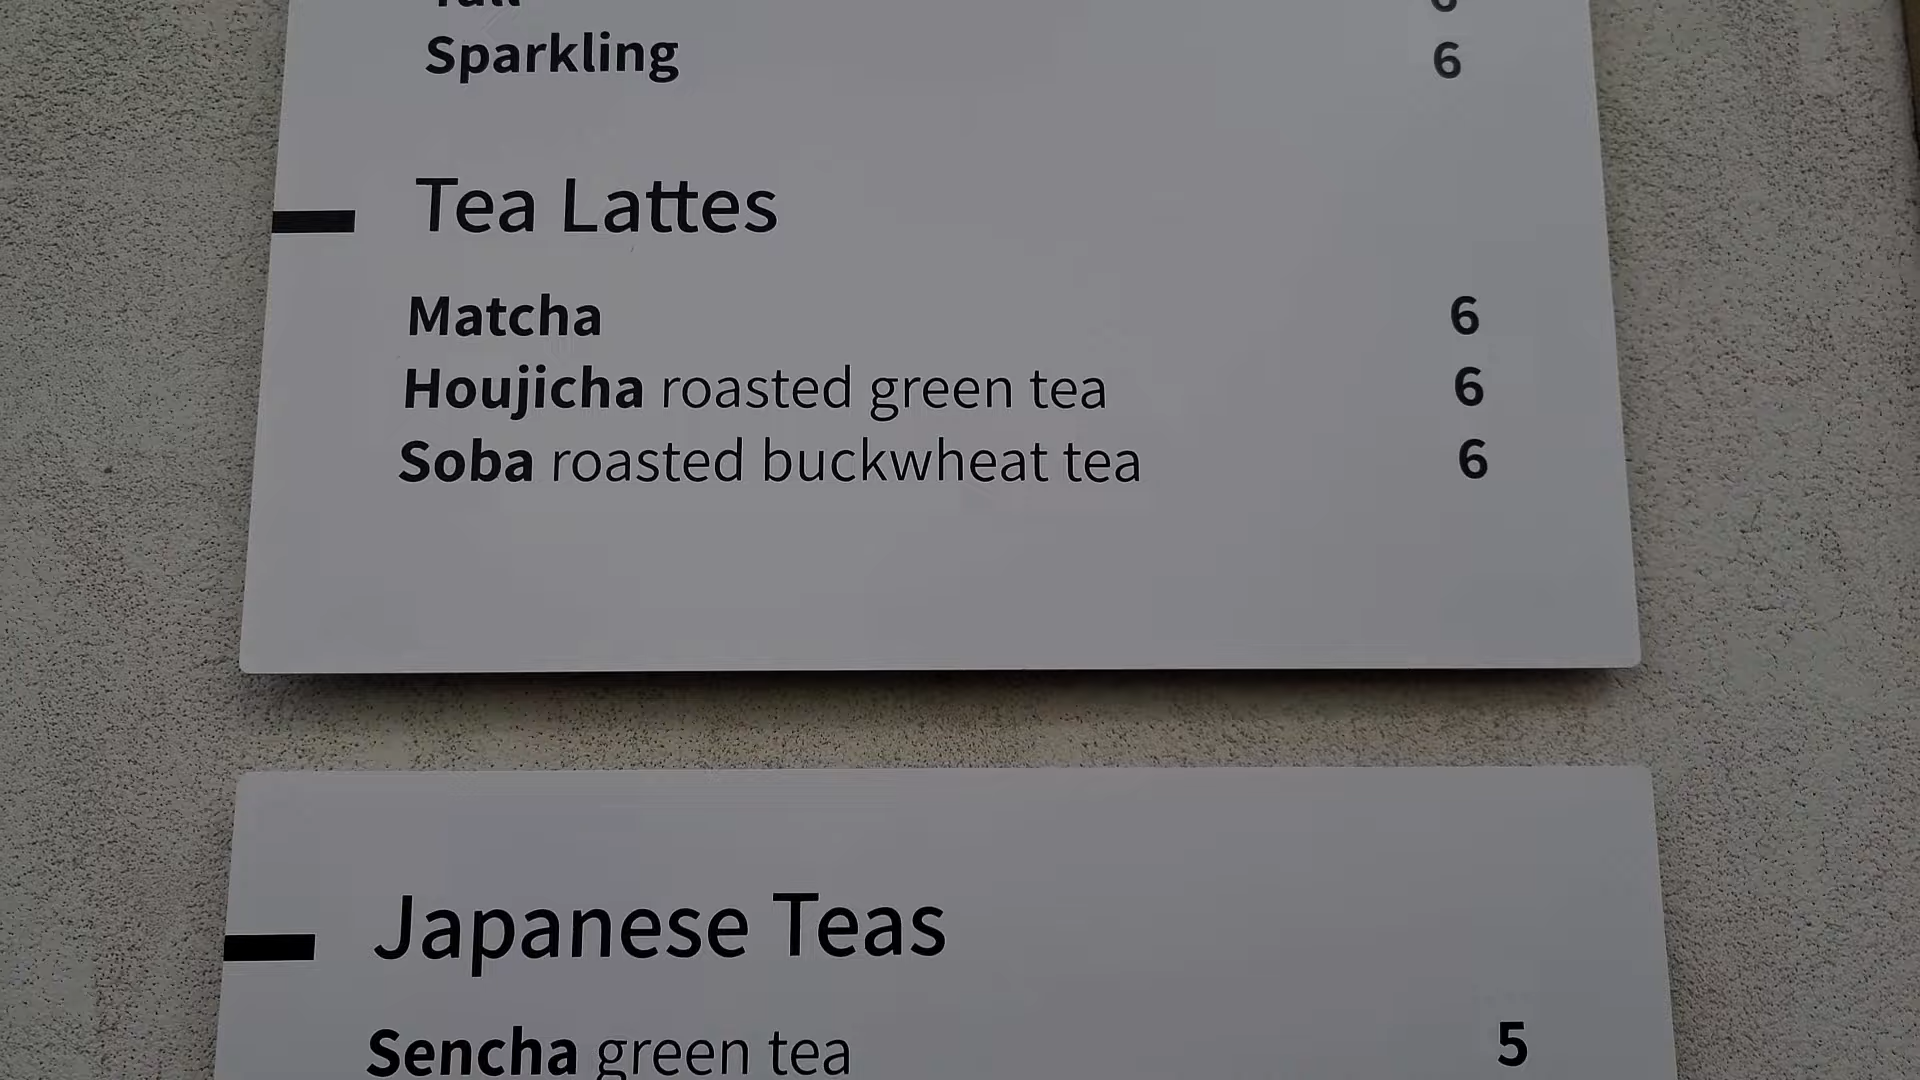 Sparkling 6
Tea Lattes
Matcha 6
Houjicha roasted green tea 6
Soba roasted buckwheat tea 6
Japanese Teas
Sencha green tea 5